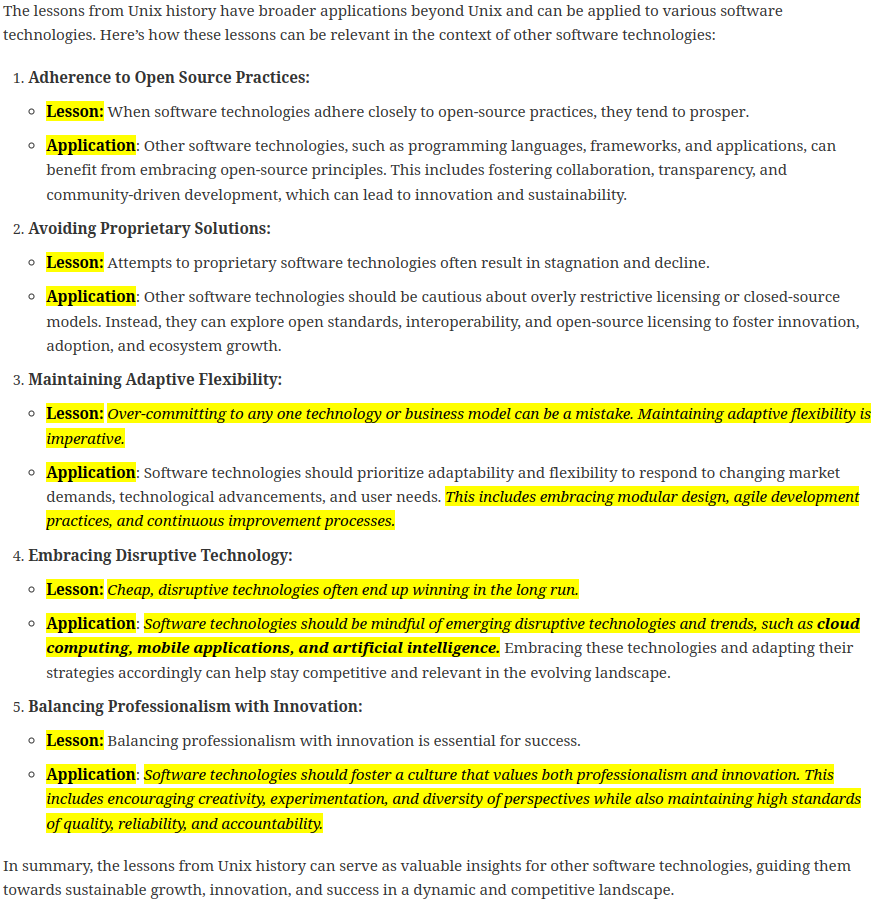 The lessons from Unix history have broader applications beyond Unix and can be applied to various software
technologies. Here’s how these lessons can be relevant in the context of other software technologies:
1. Adherence to Open Source Practices:
○ Lesson: When software technologies adhere closely to open-source practices, they tend to prosper.
○ Application: Other software technologies, such as programming languages, frameworks, and applications, can
benefit from embracing open-source principles. This includes fostering collaboration, transparency, and
community-driven development, which can lead to innovation and sustainability.
2. Avoiding Proprietary Solutions:
○ Lesson: Attempts to proprietary software technologies often result in stagnation and decline.
○ Application: Other software technologies should be cautious about overly restrictive licensing or closed-source
models. Instead, they can explore open standards, interoperability, and open-source licensing to foster innovation,
adoption, and ecosystem growth.
3. Maintaining Adaptive Flexibility:
○ Lesson: Over-committing to any one technology or business model can be a mistake. Maintaining adaptive flexibility is
imperative.
○ Application: Software technologies should prioritize adaptability and flexibility to respond to changing market
demands, technological advancements, and user needs. This includes embracing modular design, agile development
practices, and continuous improvement processes.
4. Embracing Disruptive Technology:
○ Lesson: Cheap, disruptive technologies often end up winning in the long run.
○ Application: Software technologies should be mindful of emerging disruptive technologies and trends, such as cloud
computing, mobile applications, and artificial intelligence. Embracing these technologies and adapting their
strategies accordingly can help stay competitive and relevant in the evolving landscape.
5. Balancing Professionalism with Innovation:
○ Lesson: Balancing professionalism with innovation is essential for success.
○ Application: Software technologies should foster a culture that values both professionalism and innovation. This
includes encouraging creativity, experimentation, and diversity of perspectives while also maintaining high standards
of quality, reliability, and accountability.
In summary, the lessons from Unix history can serve as valuable insights for other software technologies, guiding them
towards sustainable growth, innovation, and success in a dynamic and competitive landscape.